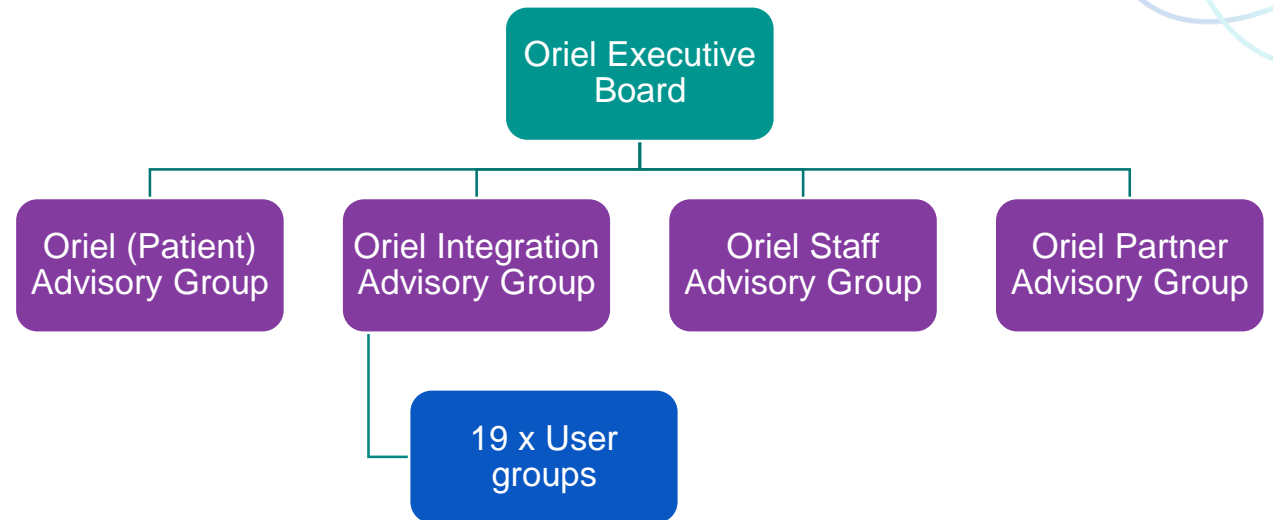 Oriel Executive
Board
Oriel (Patient)
Advisory Group
Oriel Integration
Advisory Group
Oriel Staff
Advisory Group
Oriel Partner
Advisory Group
19 x User
groups